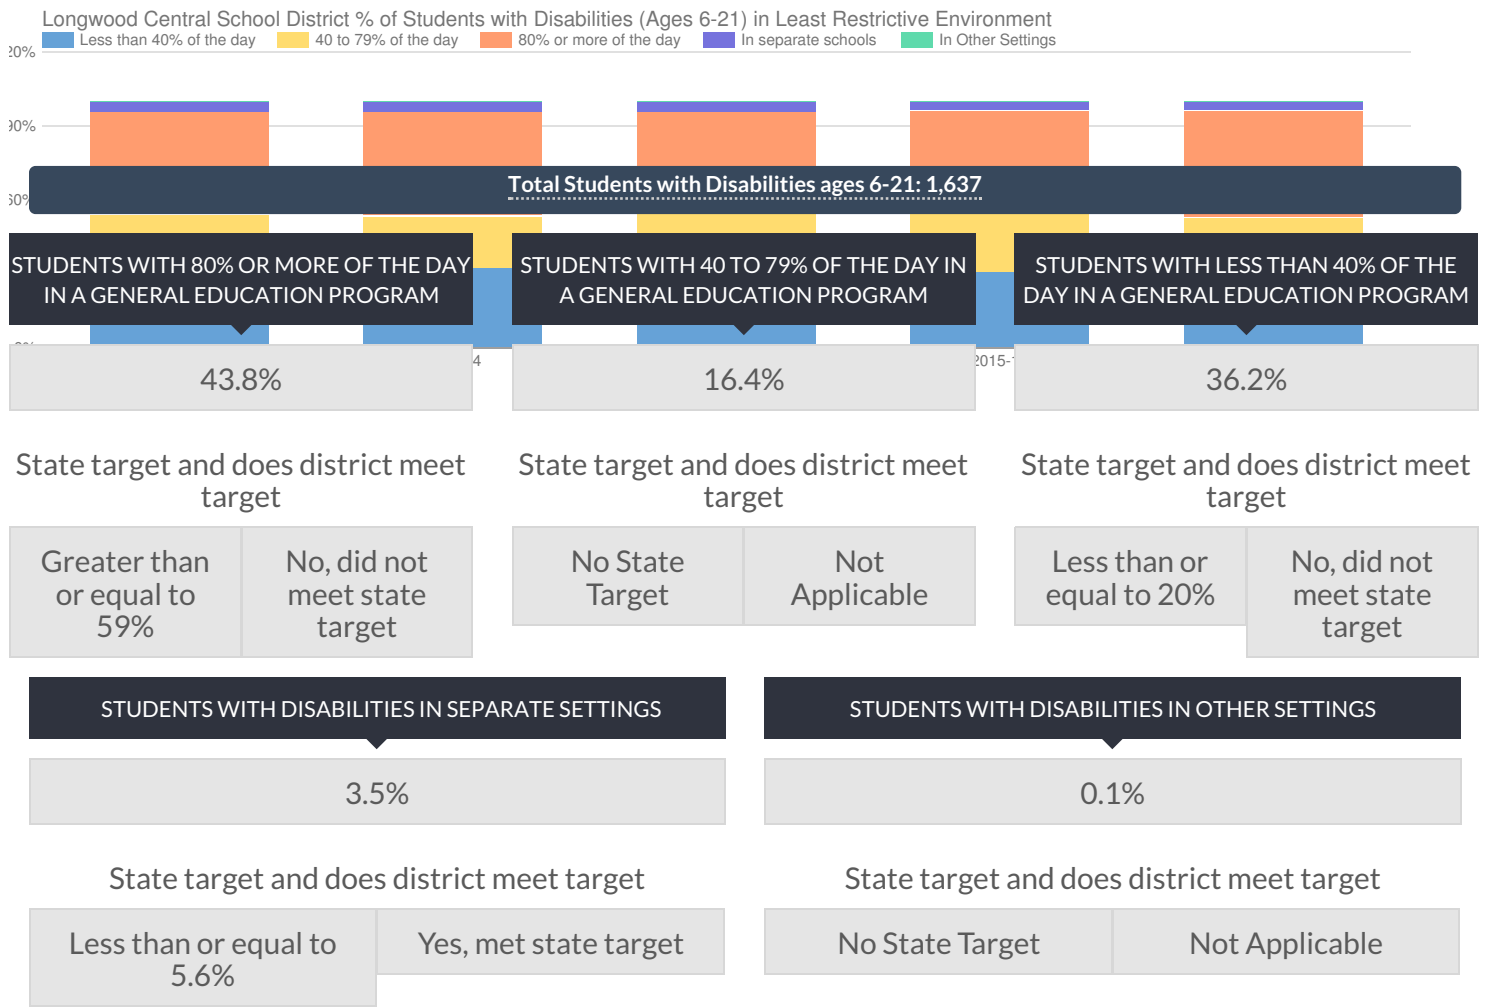 Longwood Central School District % of Students with Disabilities (Ages 6-21) in Least Restrictive Environment
Less than 40% of the day 40 to 79% of the day 80% or more of the day In separate schools In Other Settings
Total Students with Disabilities ages 6-21: 1,637
STUDENTS WITH 80% OR MORE OF THE DAY
IN A GENERAL EDUCATION PROGRAM
43.8%
State target and does district meet
target
Greater than
or equal to
59%
No, did not
meet state
target
STUDENTS WITH 40 TO 79% OF THE DAY IN
A GENERAL EDUCATION PROGRAM
16.4%
State target and does district meet
target
No State
Target
Not
Applicable
STUDENTS WITH LESS THAN 40% OF THE
DAY IN A GENERAL EDUCATION PROGRAM
36.2%
State target and does district meet
target
Less than or
equal to 20%
No, did not
meet state
target
STUDENTS WITH DISABILITIES IN SEPARATE SETTINGS
3.5%
State target and does district meet target
Less than or equal to
5.6%
Yes, met state target
STUDENTS WITH DISABILITIES IN OTHER SETTINGS
0.1%
State target and does district meet target
No State Target
Not Applicable